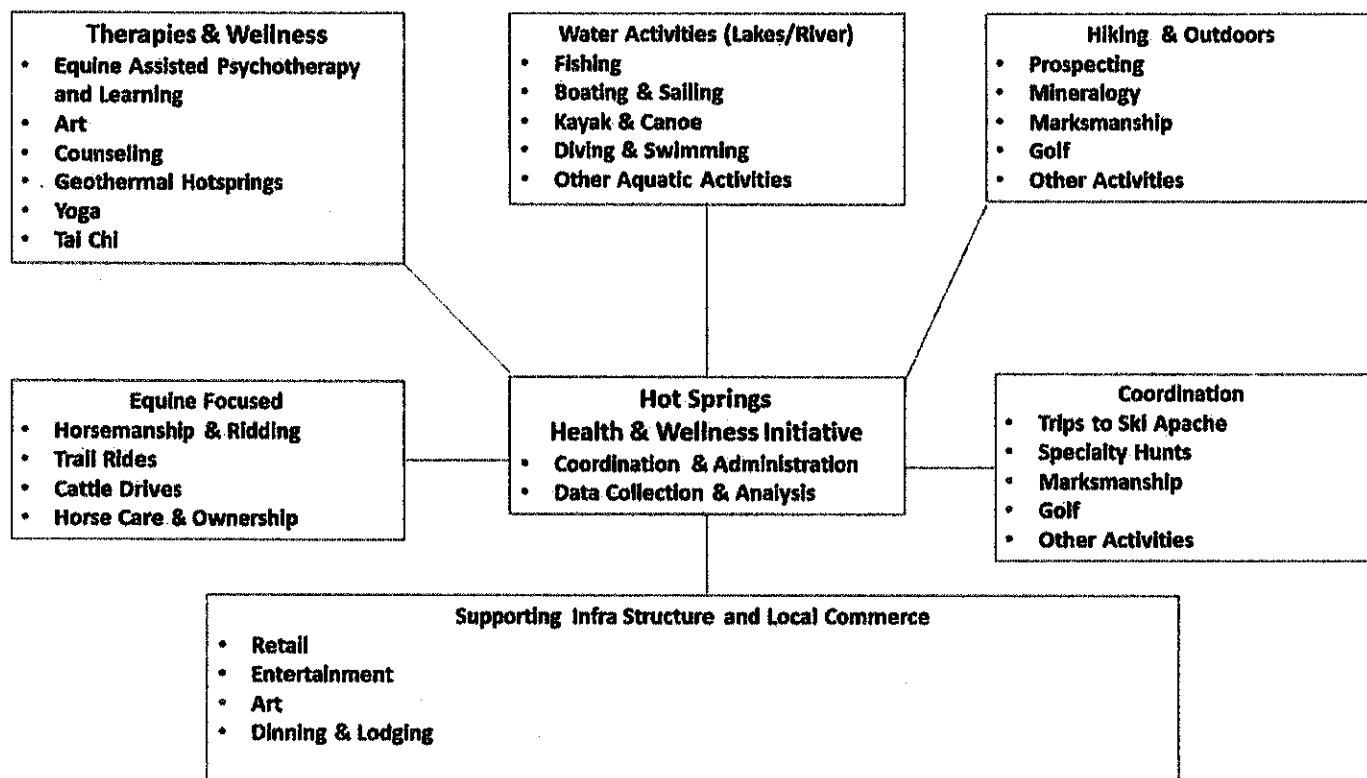 Therapies & Wellness
• Equine Assisted Psychotherapy
and Learning
• Art
• Counseling
• Geothermal Hotsprings
• Yoga
• Tai Chi
Water Activities (Lakes/River)
• Fishing
• Boating & Sailing
• Kayak & Canoe
• Diving & Swimming
• Other Aquatic Activities
Hiking & Outdoors
• Prospecting
• Mineralogy
• Marksmanship
• Golf
• Other Activities
Equine Focused
• Horsemanship & Ridding
• Trail Rides
• Cattle Drives
• Horse Care & Ownership
Hot Springs
Health & Wellness Initiative
• Coordination & Administration
• Data Collection & Analysis
Coordination
• Trips to Ski Apache
• Specialty Hunts
• Marksmanship
• Golf
• Other Activities
Supporting Infra Structure and Local Commerce
• Retail
• Entertainment
• Art
• Dinning & Lodging